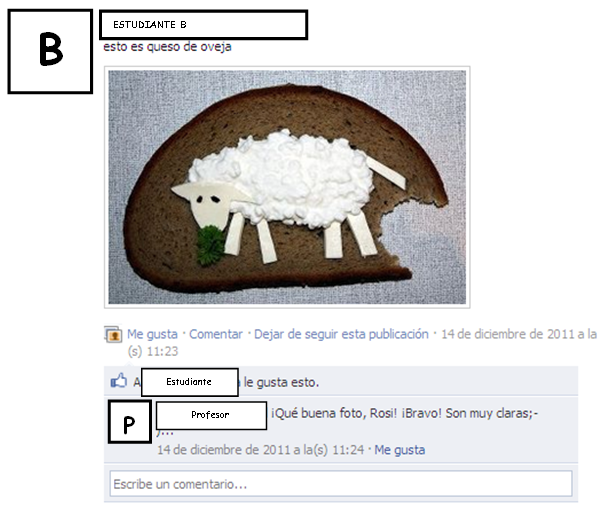 B
ESTUDIANTE B
esto es queso de oveja
Me gusta · Comentar · Dejar de seguir esta publicación · 14 de diciembre de 2011 a la
(s) 11:23
A Estudiante le gusta esto.
P
Profesor ¡Qué buena foto, Rosi! ¡Bravo! Son muy claras;-
)...
14 de diciembre de 2011 a la(s) 11:24 · Me gusta
Escribe un comentario...